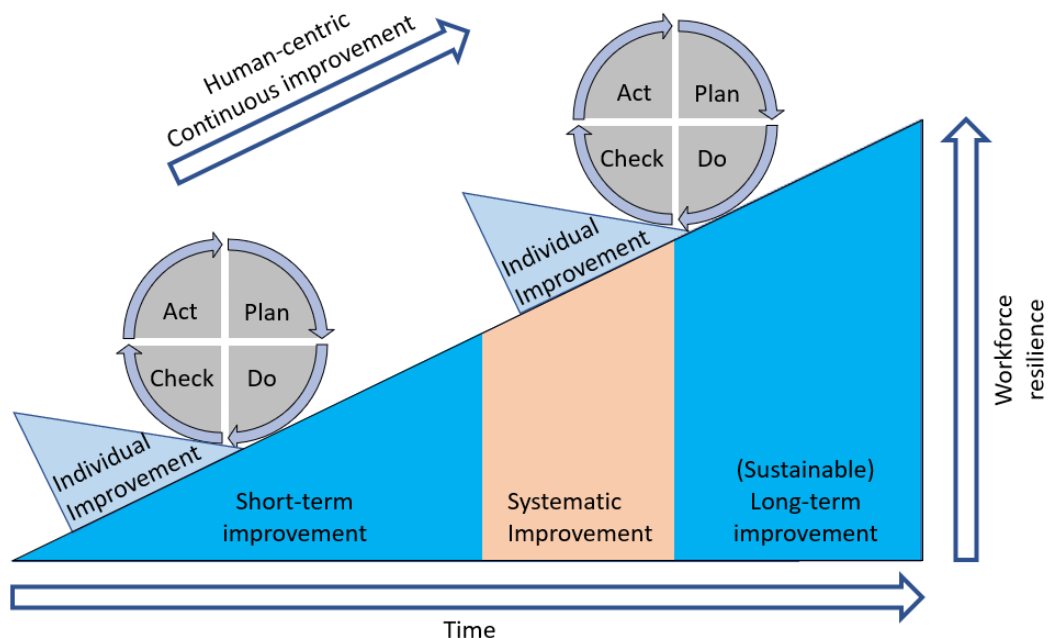 Human-centric
Continuous improvement
Act
Plan
Check
Do
Individual
Improvement
Act
Plan
Check
Do
Individual
Improvement
Short-term
improvement
Systematic
Improvement
(Sustainable)
Long-term
improvement
Workforce
resilience
Time